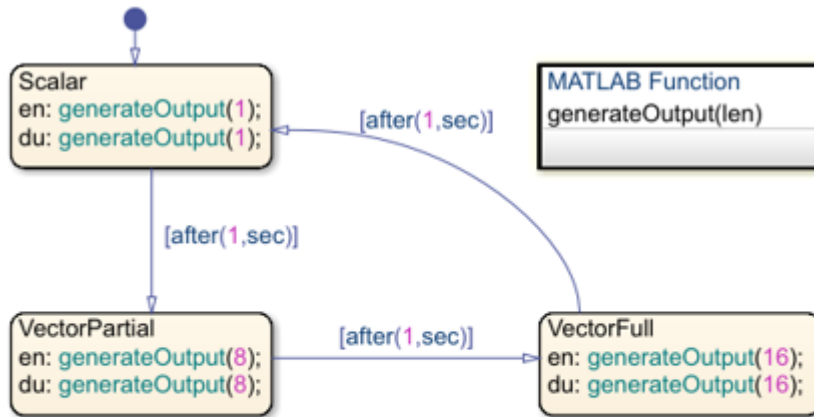 Scalar
en: generateOutput(1);
du: generateOutput(1);
MATLAB Function
generateOutput(len)
[after(1,sec)]
[after(1,sec)]
VectorPartial
en: generateOutput(8);
du: generateOutput(8);
[after(1,sec)]
VectorFull
en: generateOutput(16);
du: generateOutput(16);